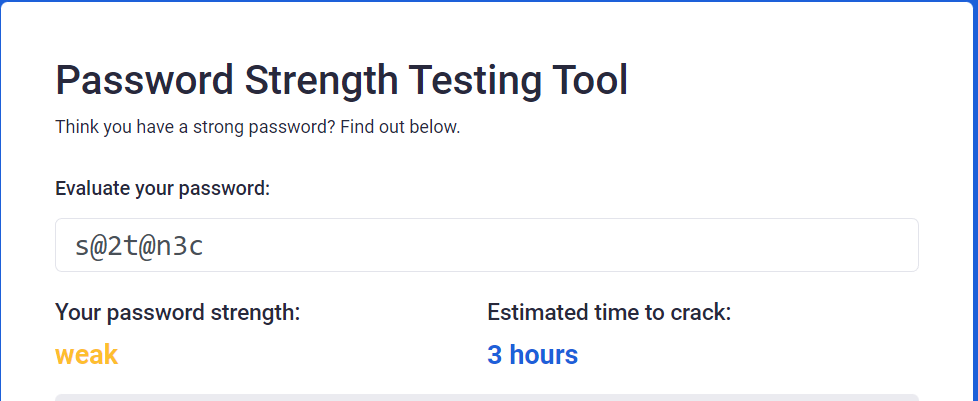 Password Strength Testing Tool
Think you have a strong password? Find out below.
Evaluate your password:
s@2t@n3c
Your password strength:
Estimated time to crack:
weak
3 hours